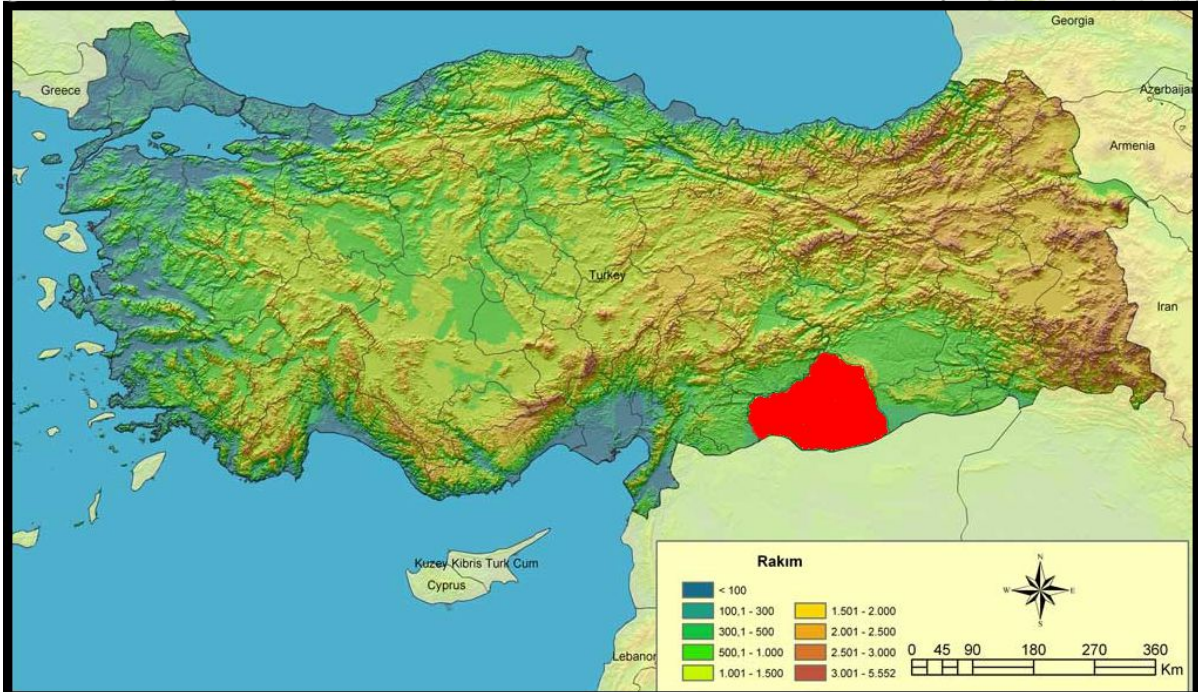 Georgia
Greece
Azerbaijan
Armenia
Turkey
Iran
Kuzey Kibris Turk Cum
Cyprus
Lebanon
Rakım
< 100
100,1 - 300
300,1 - 500
500,1 - 1.000
1.001 - 1.500
1.501 - 2.000
2.001 - 2.500
2.501 - 3.000
3.001 - 5.552
N
W E
S
0 45 90 180 270 360
Km